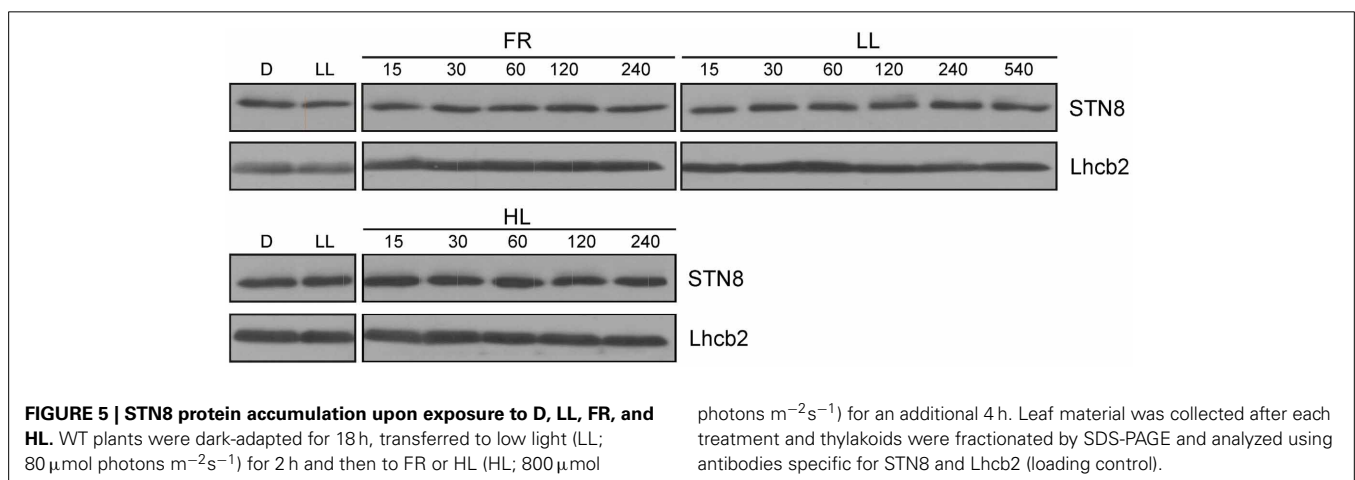 FR LL
D LL 15 30 60 120 240 15 30 60 120 240 540
STN8
Lhcb2
HL
D LL 15 30 60 120 240
STN8
Lhcb2
FIGURE 5 | STN8 protein accumulation upon exposure to D, LL, FR, and
HL. WT plants were dark-adapted for 18 h, transferred to low light (LL;
80 μmol photons m−2s−1) for 2 h and then to FR or HL (HL; 800 μmol
photons m−2s−1) for an additional 4 h. Leaf material was collected after each
treatment and thylakoids were fractionated by SDS-PAGE and analyzed using
antibodies specific for STN8 and Lhcb2 (loading control).